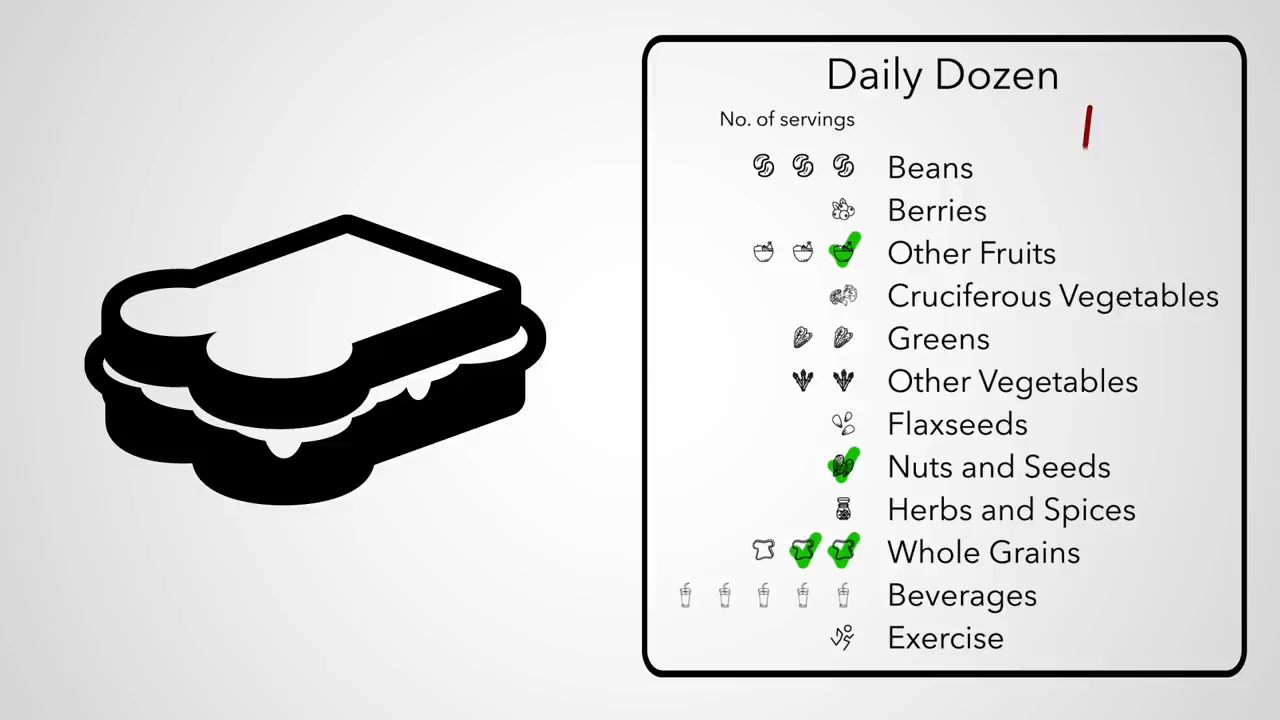 Daily Dozen
No. of servings
Beans
Berries
Other Fruits
Cruciferous Vegetables
Greens
Other Vegetables
Flaxseeds
Nuts and Seeds
Herbs and Spices
Whole Grains
Beverages
Exercise